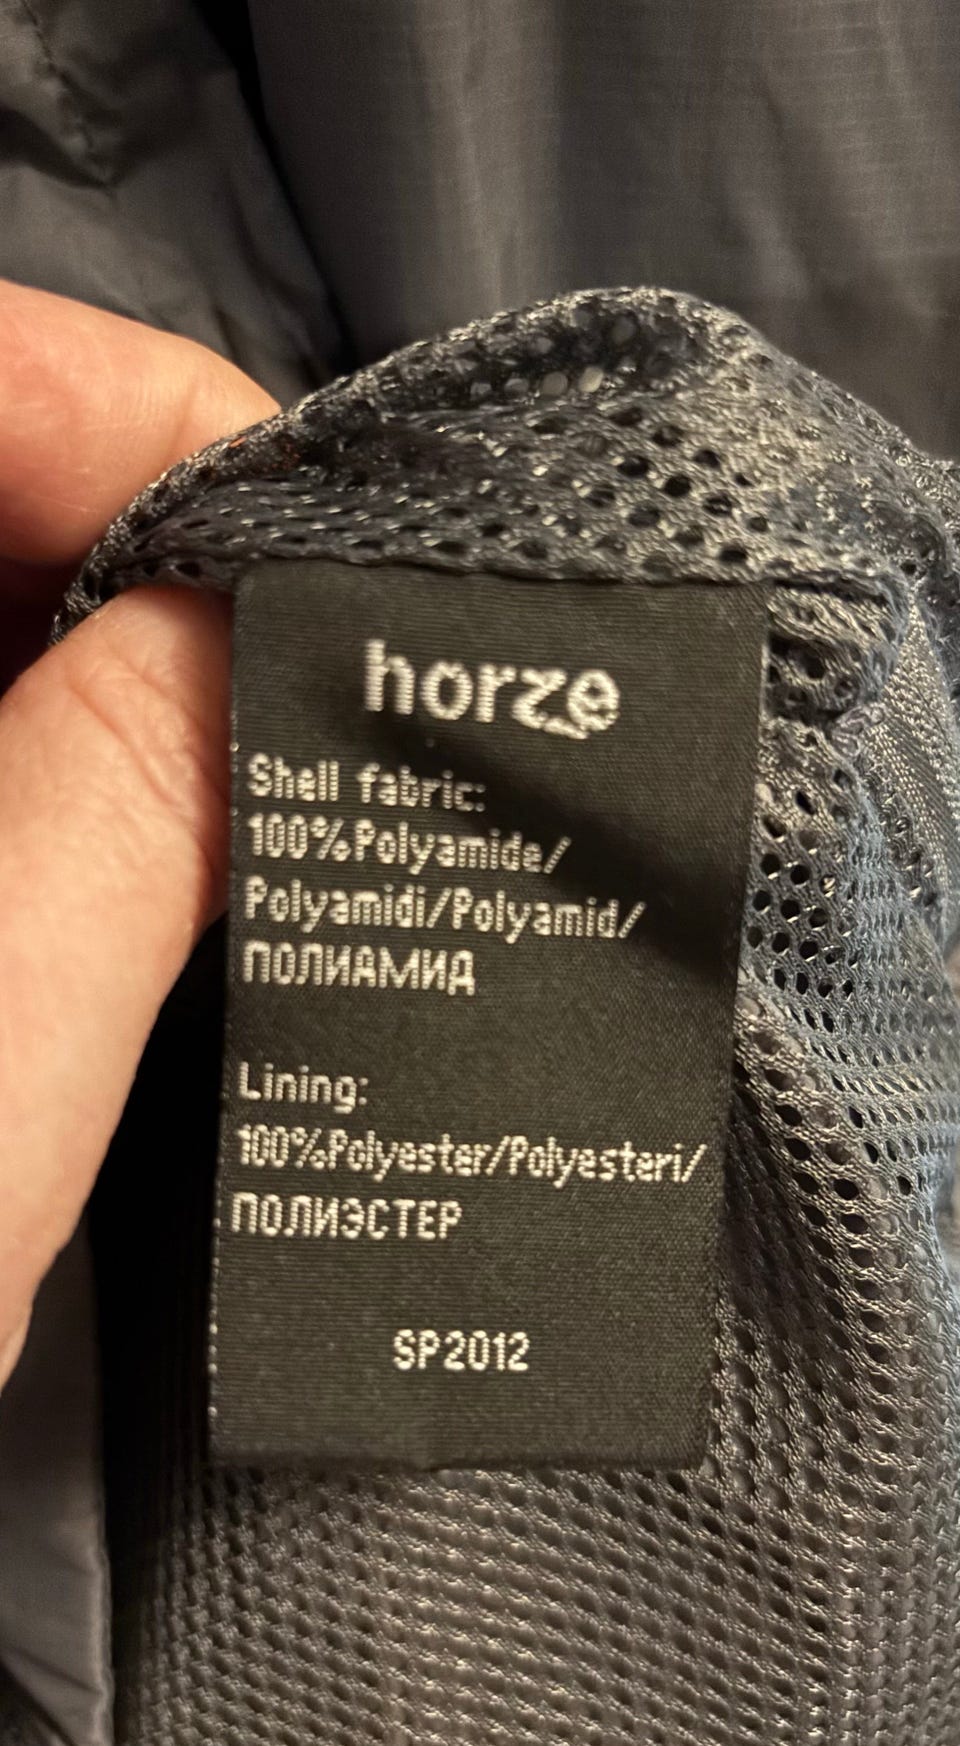 horze
Shell fabric:
100%Polyamide/
Polyamidi/Polyamid/
ПОЛИАМИД
Lining:
100%Polyester/Polyesteri/
ПОЛИЭСТЕР
SP2012